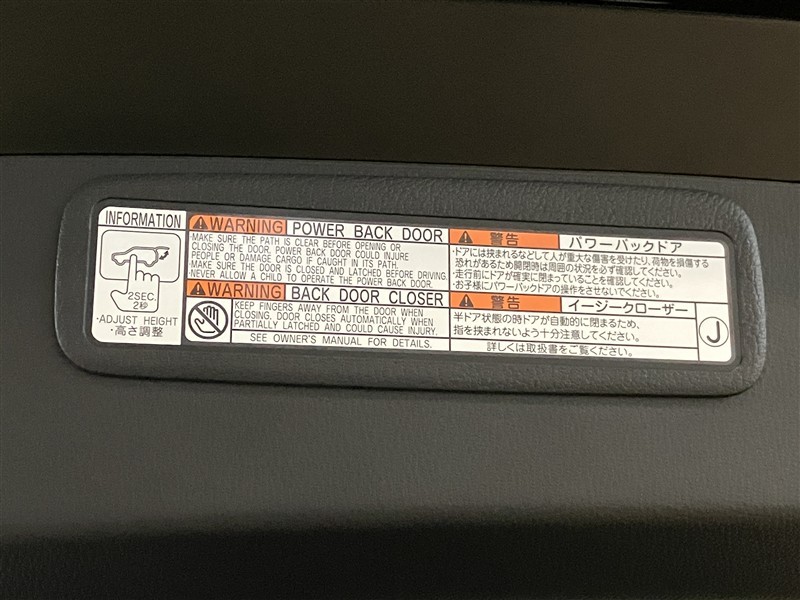 INFORMATION
2SEC.
2秒
・ADJUST HEIGHT
・高さ調整
WARNING POWER BACK DOOR
・MAKE SURE THE PATH IS CLEAR BEFORE OPENING OR
CLOSING THE DOOR. POWER BACK DOOR COULD INJURE
PEOPLE OR DAMAGE CARGO IF CAUGHT IN ITS PATH.
・MAKE SURE THE DOOR IS CLOSED AND LATCHED BEFORE DRIVING.
・NEVER ALLOW A CHILD TO OPERATE THE POWER BACK DOOR.
WARNING BACK DOOR CLOSER
KEEP FINGERS AWAY FROM THE DOOR WHEN
CLOSING. DOOR CLOSES AUTOMATICALLY WHEN
PARTIALLY LATCHED AND COULD CAUSE INJURY.
SEE OWNER'S MANUAL FOR DETAILS.
警告 パワーバックドア
・ドアには挟まれるなどして人が重大な傷害を受けたり、荷物を損傷する
恐れがあるため開閉時は周囲の状況を必ず確認してください。
・走行前にドアが確実に閉まっていることを確認してください。
・お子様にパワーバックドアの操作をさせないでください。
警告 イージークローザー
半ドア状態の時ドアが自動的に閉まるため、
指を挟まれないよう十分注意してください。
詳しくは取扱書をご覧ください。
J